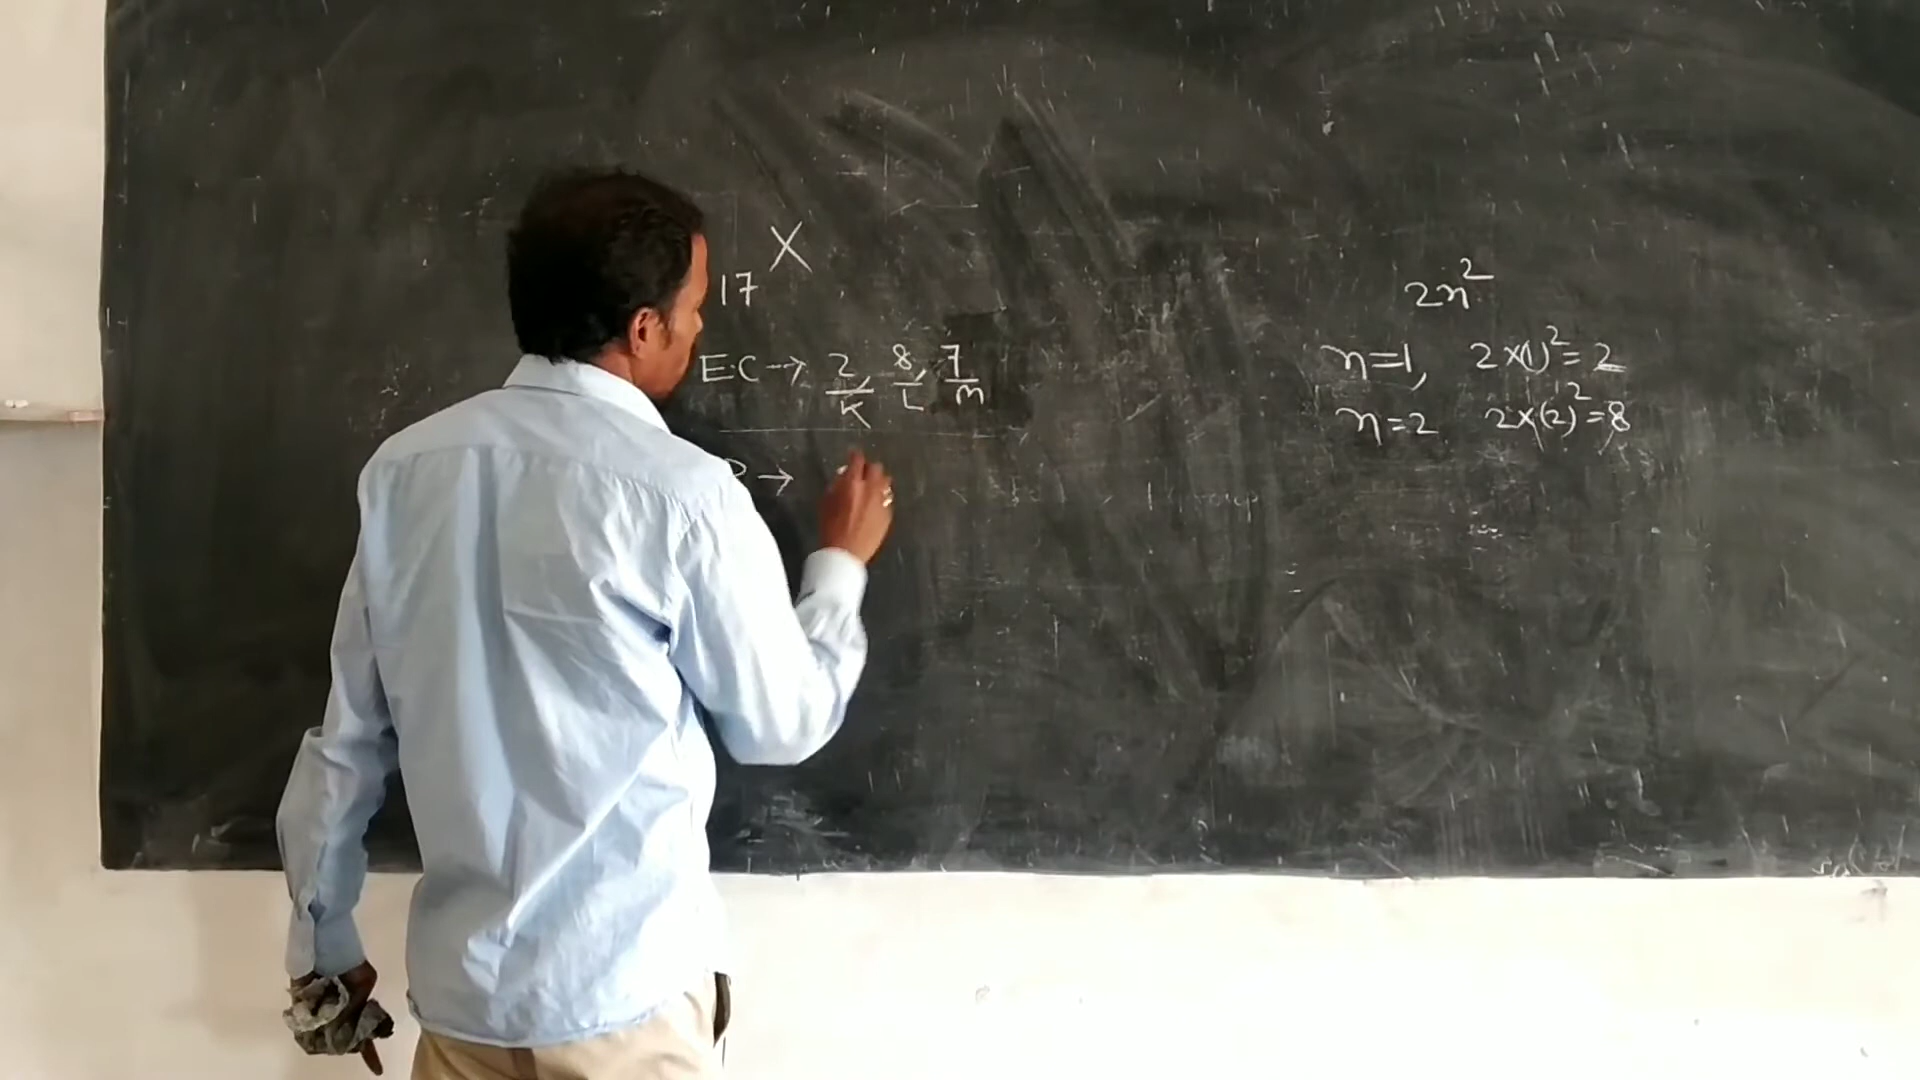 X
17
E.C → 2, 8, 7
K L M
→
2n²
n=1, 2×(1)²=2
n=2 2×(2)²=8